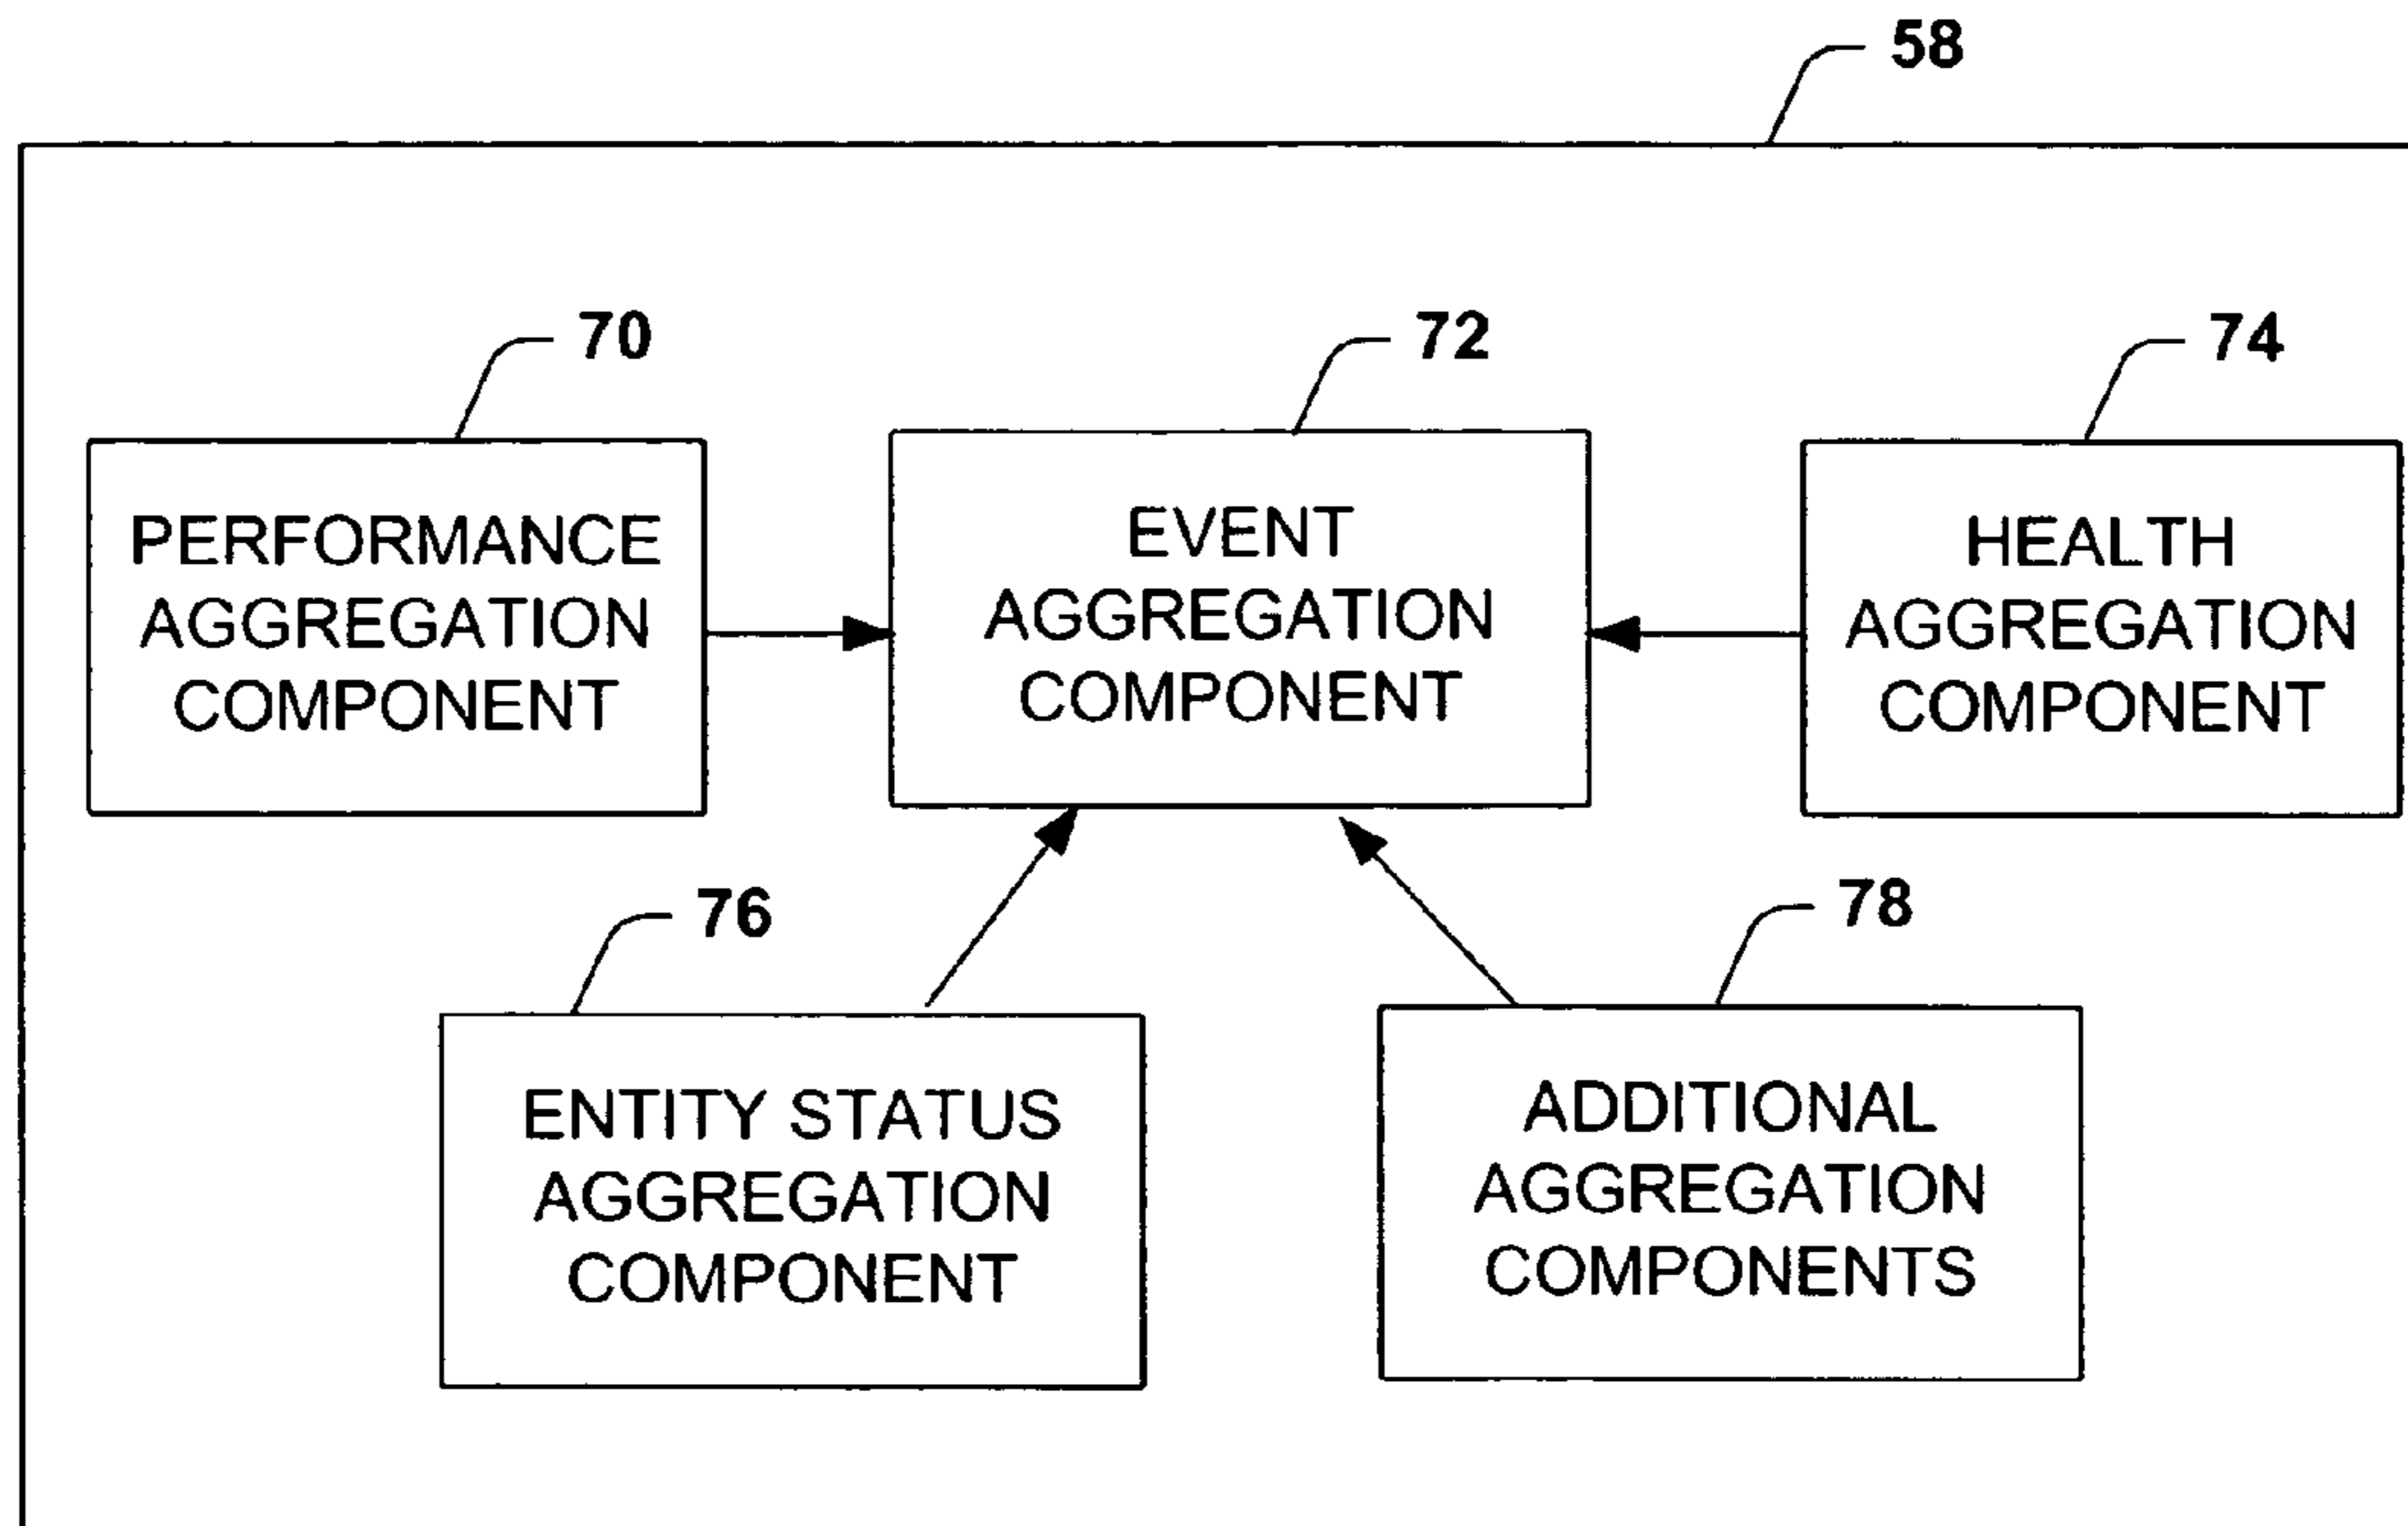 58
70
PERFORMANCE
AGGREGATION
COMPONENT
72
EVENT
AGGREGATION
COMPONENT
74
HEALTH
AGGREGATION
COMPONENT
76
ENTITY STATUS
AGGREGATION
COMPONENT
78
ADDITIONAL
AGGREGATION
COMPONENTS